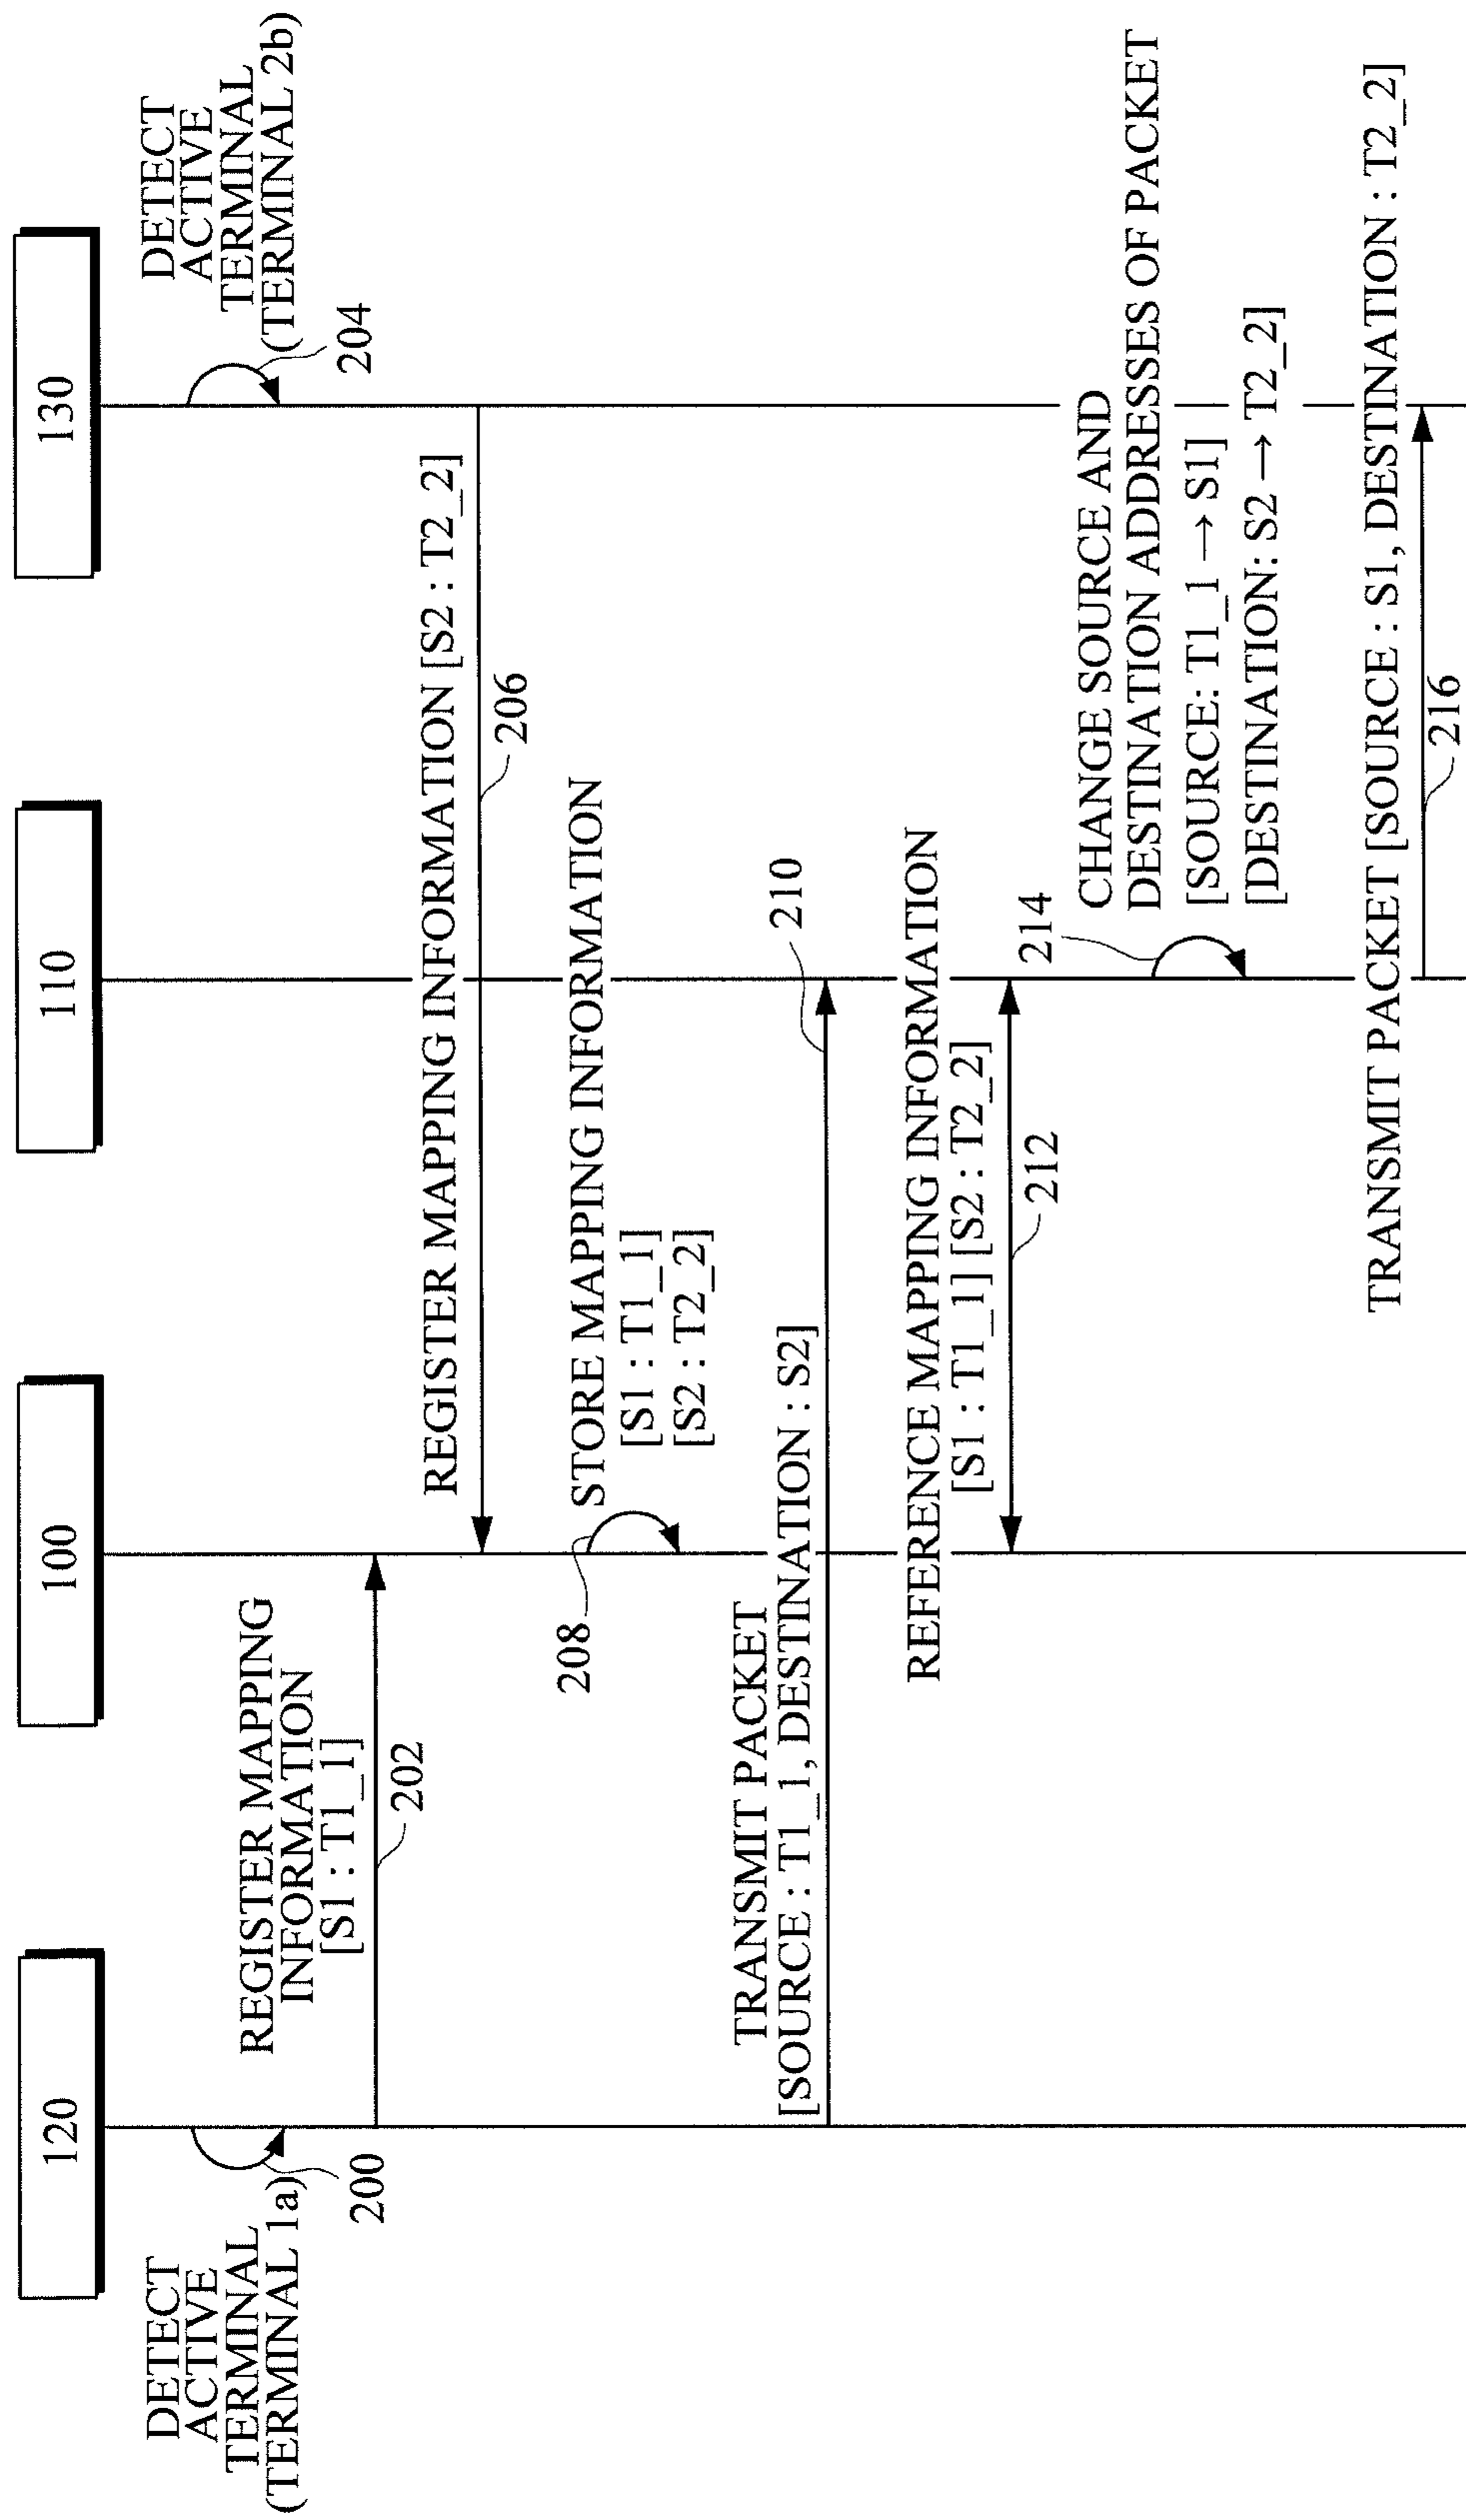 120
100
110
130
DETECT
ACTIVE
TERMINAL
(TERMINAL 1a)
200
REGISTER MAPPING
INFORMATION
[S1 : T1_1]
202
DETECT
ACTIVE
TERMINAL
(TERMINAL 2b)
204
REGISTER MAPPING INFORMATION [S2 : T2_2]
206
208
STORE MAPPING INFORMATION
[S1 : T1_1]
[S2 : T2_2]
TRANSMIT PACKET
[SOURCE : T1_1, DESTINATION : S2]
210
REFERENCE MAPPING INFORMATION
[S1 : T1_1] [S2 : T2_2]
212
214
CHANGE SOURCE AND
DESTINATION ADDRESSES OF PACKET
[SOURCE: T1_1 → S1]
[DESTINATION: S2 → T2_2]
TRANSMIT PACKET [SOURCE : S1, DESTINATION : T2_2]
216